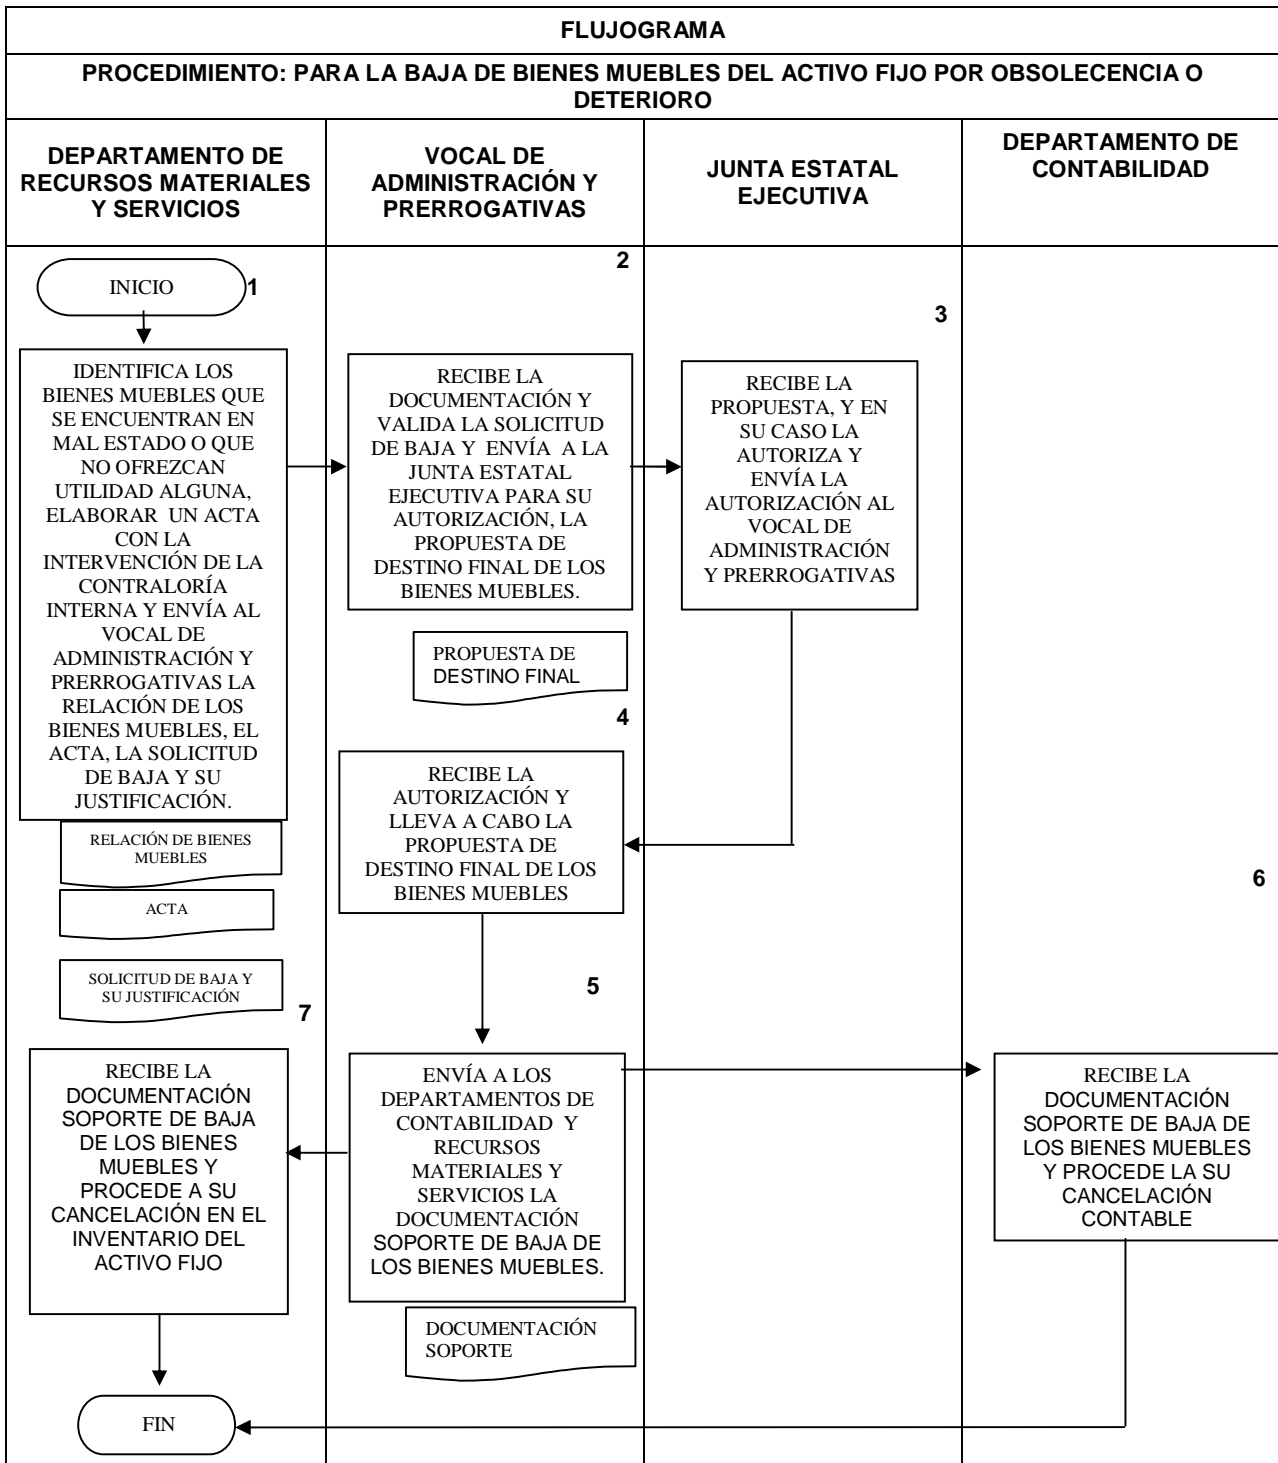 FLUJOGRAMA
PROCEDIMIENTO: PARA LA BAJA DE BIENES MUEBLES DEL ACTIVO FIJO POR OBSOLECENCIA O
DETERIORO
DEPARTAMENTO DE
RECURSOS MATERIALES
Y SERVICIOS
VOCAL DE
ADMINISTRACIÓN Y
PRERROGATIVAS
JUNTA ESTATAL
EJECUTIVA
DEPARTAMENTO DE
CONTABILIDAD
INICIO
1
IDENTIFICA LOS
BIENES MUEBLES QUE
SE ENCUENTRAN EN
MAL ESTADO O QUE
NO OFREZCAN
UTILIDAD ALGUNA,
ELABORAR UN ACTA
CON LA
INTERVENCIÓN DE LA
CONTRALORÍA
INTERNA Y ENVÍA AL
VOCAL DE
ADMINISTRACIÓN Y
PRERROGATIVAS LA
RELACIÓN DE LOS
BIENES MUEBLES, EL
ACTA, LA SOLICITUD
DE BAJA Y SU
JUSTIFICACIÓN.
RELACIÓN DE BIENES
MUEBLES
ACTA
SOLICITUD DE BAJA Y
SU JUSTIFICACIÓN
2
RECIBE LA
DOCUMENTACIÓN Y
VALIDA LA SOLICITUD
DE BAJA Y ENVÍA A LA
JUNTA ESTATAL
EJECUTIVA PARA SU
AUTORIZACIÓN, LA
PROPUESTA DE
DESTINO FINAL DE LOS
BIENES MUEBLES.
PROPUESTA DE
DESTINO FINAL
3
RECIBE LA
PROPUESTA, Y EN
SU CASO LA
AUTORIZA Y
ENVÍA LA
AUTORIZACIÓN AL
VOCAL DE
ADMINISTRACIÓN
Y PRERROGATIVAS
4
RECIBE LA
AUTORIZACIÓN Y
LLEVA A CABO LA
PROPUESTA DE
DESTINO FINAL DE LOS
BIENES MUEBLES
5
ENVÍA A LOS
DEPARTAMENTOS DE
CONTABILIDAD Y
RECURSOS
MATERIALES Y
SERVICIOS LA
DOCUMENTACIÓN
SOPORTE DE BAJA DE
LOS BIENES MUEBLES.
DOCUMENTACIÓN
SOPORTE
6
RECIBE LA
DOCUMENTACIÓN
SOPORTE DE BAJA DE
LOS BIENES MUEBLES
Y PROCEDE LA SU
CANCELACIÓN
CONTABLE
7
RECIBE LA
DOCUMENTACIÓN
SOPORTE DE BAJA
DE LOS BIENES
MUEBLES Y
PROCEDE A SU
CANCELACIÓN EN EL
INVENTARIO DEL
ACTIVO FIJO
FIN